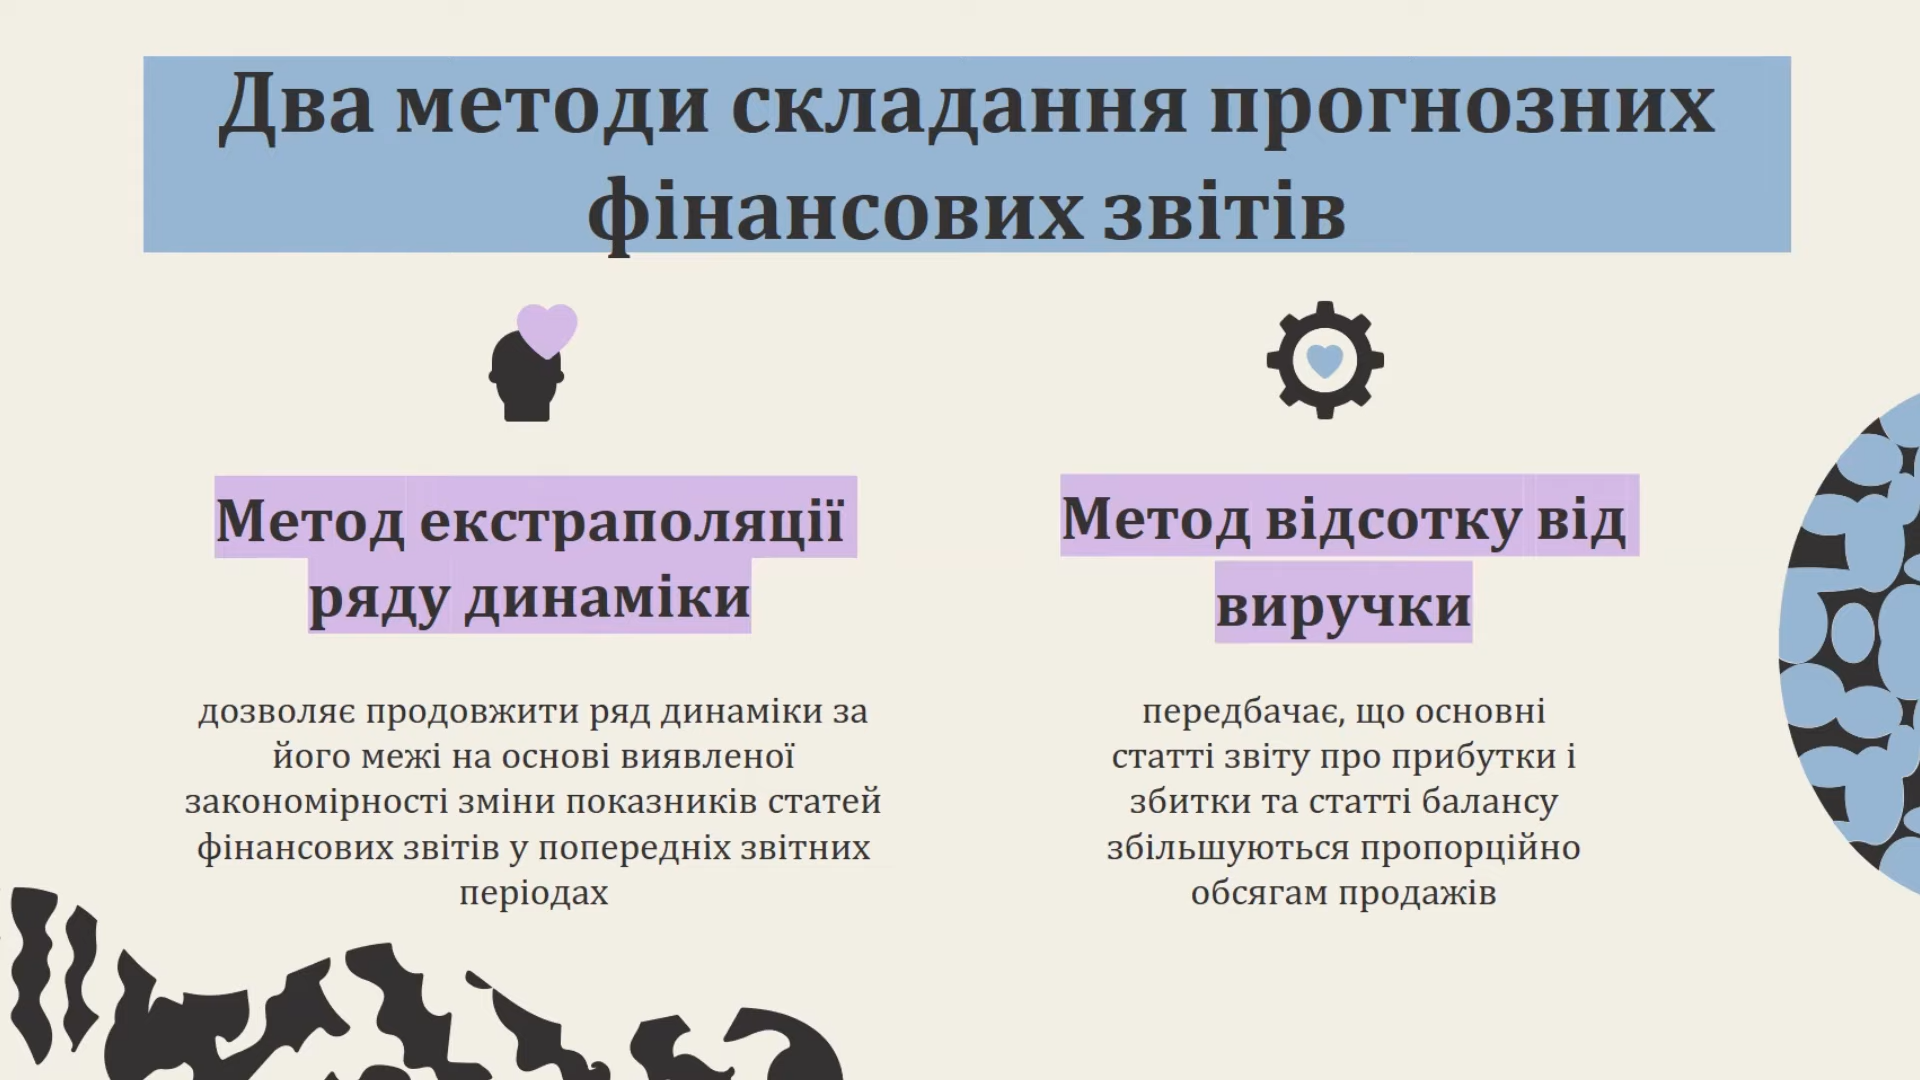 Два методи складання прогнозних
фінансових звітів
Метод екстраполяції
ряду динаміки
дозволяє продовжити ряд динаміки за
його межі на основі виявленої
закономірності зміни показників статей
фінансових звітів у попередніх звітних
періодах
Метод відсотку від
виручки
передбачає, що основні
статті звіту про прибутки і
збитки та статті балансу
збільшуються пропорційно
обсягам продажів